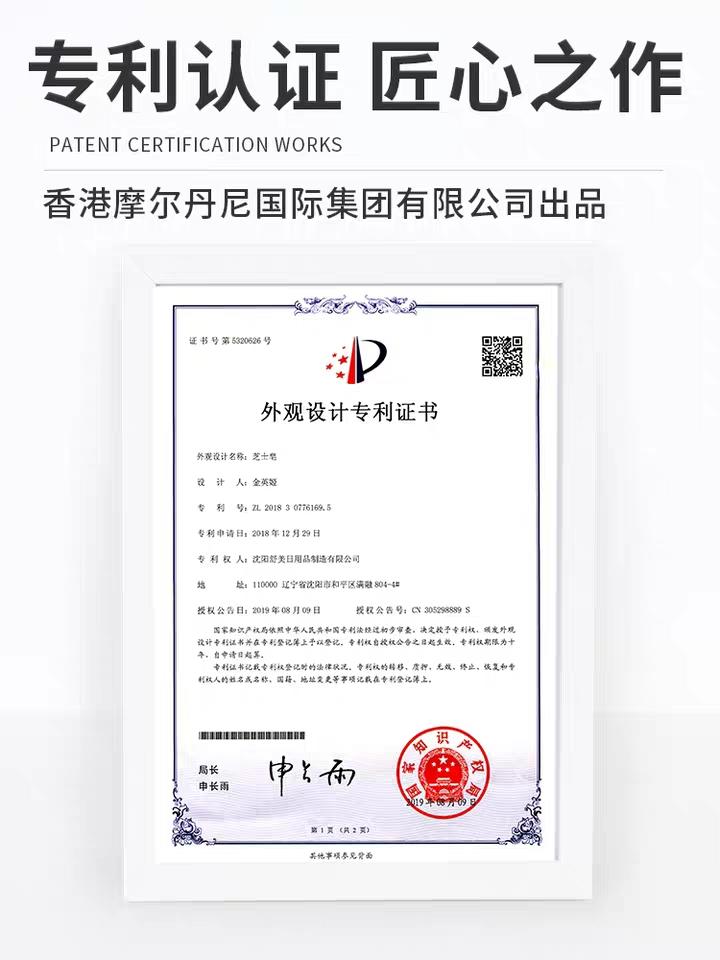 专利认证 匠心之作
PATENT CERTIFICATION WORKS
香港摩尔丹尼国际集团有限公司出品
证书号第5320626号
外观设计专利证书
外观设计名称：芝士皂
设 计 人：金英姬
专 利 号：ZL 2018 3 0776169.5
专利申请日：2018年12月29日
专 利 权 人：沈阳舒美日用品制造有限公司
地 址：110000 辽宁省沈阳市和平区满融804-4#
授权公告日：2019年08月09日 授权公告号：CN 305298889 S
国家知识产权局依照中华人民共和国专利法经过初步审查，决定授予专利权，颁发外观
设计专利证书并在专利登记簿上予以登记。专利权自授权公告之日起生效。专利权期限为十
年，自申请日起算。
专利证书记载专利权登记时的法律状况。专利权的转移、质押、无效、终止、恢复和专
利权人的姓名或名称、国籍、地址变更等事项记载在专利登记簿上。
局长
申长雨
申长雨
国家知识产权局
2019年08月09日
第 1 页 （共 2 页）
其他事项参见背面